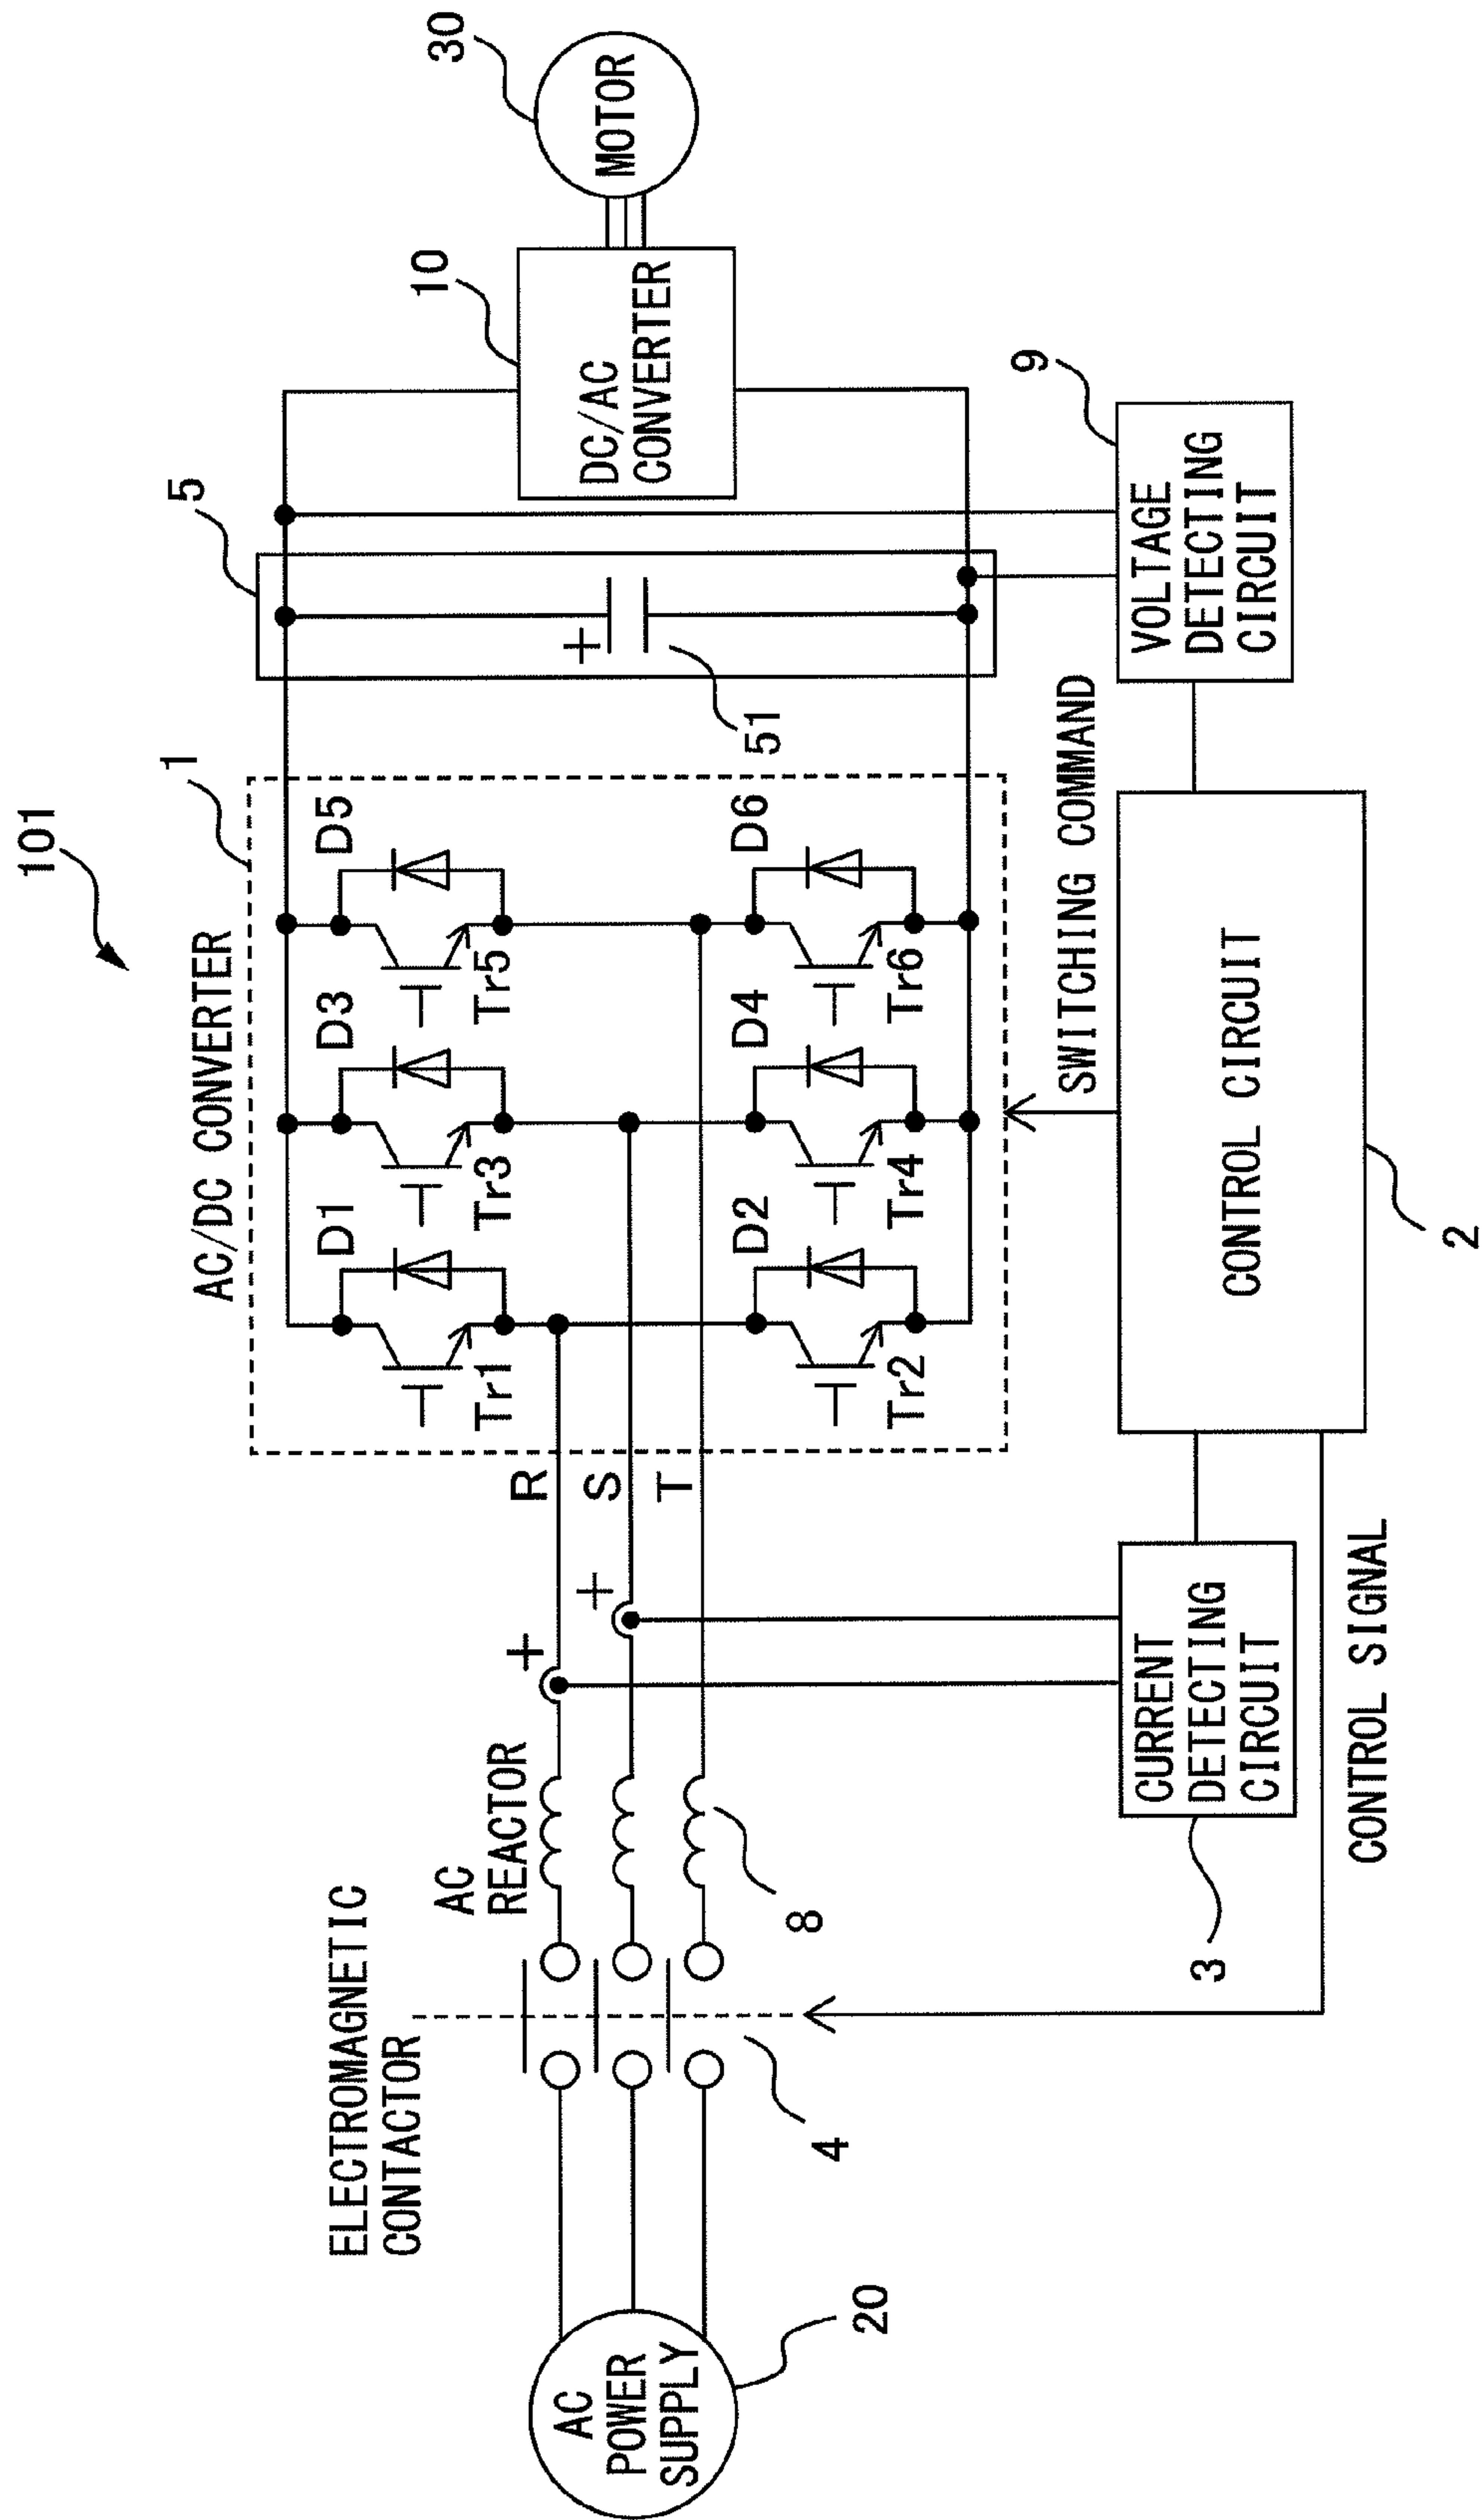 101
AC/DC CONVERTER
1
5
10
30
ELECTROMAGNETIC
CONTACTOR
AC
REACTOR
D1
D3
D5
Tr1
Tr3
Tr5
R
S
T
+
+
+
51
DC/AC
CONVERTER
MOTOR
AC
POWER
SUPPLY
20
4
8
D2
D4
D6
Tr2
Tr4
Tr6
SWITCHING COMMAND
9
CURRENT
DETECTING
CIRCUIT
3
CONTROL CIRCUIT
VOLTAGE
DETECTING
CIRCUIT
CONTROL SIGNAL
2